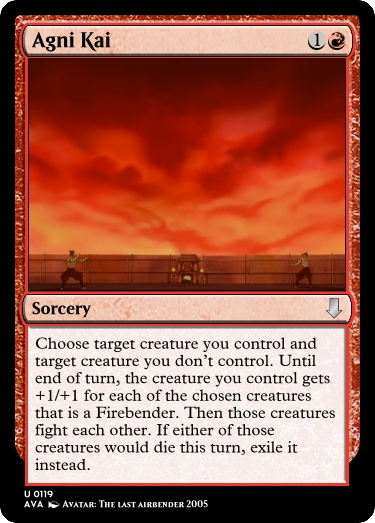 Agni Kai 1
Sorcery
Choose target creature you control and
target creature you don't control. Until
end of turn, the creature you control gets
+1/+1 for each of the chosen creatures
that is a Firebender. Then those creatures
fight each other. If either of those
creatures would die this turn, exile it
instead.
U 0119
AVA Avatar: The last airbender 2005